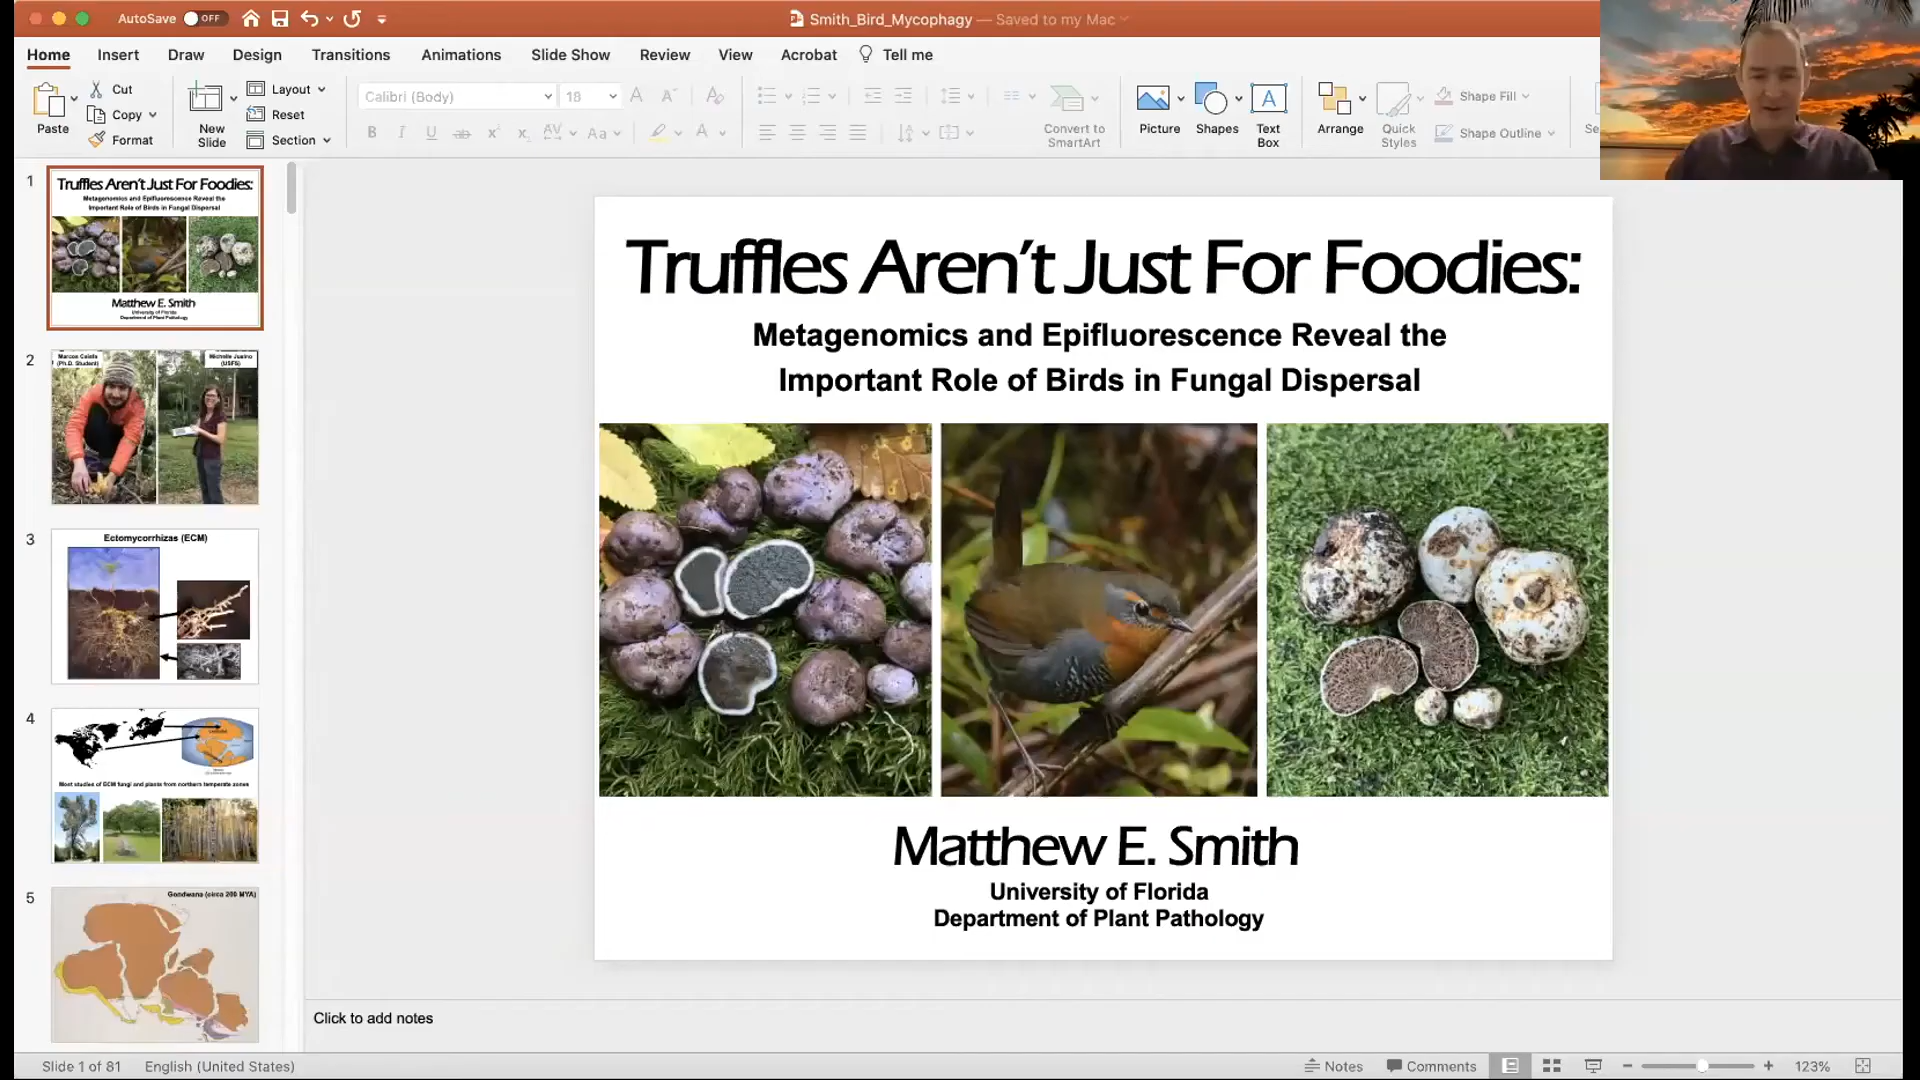 AutoSave OFF
Smith_Bird_Mycophagy — Saved to my Mac
Home Insert Draw Design Transitions Animations Slide Show Review View Acrobat Tell me
Paste
Cut
Copy
Format
New
Slide
Layout
Reset
Section
Calibri (Body) 18
Convert to
SmartArt
Picture
Shapes
Text
Box
Arrange
Quick
Styles
Shape Fill
Shape Outline
1
Truffles Aren't Just For Foodies:
Metagenomics and Epifluorescence Reveal the
Important Role of Birds in Fungal Dispersal
Matthew E. Smith
University of Florida
Department of Plant Pathology
2
(Ph.D. Student)
(USFS)
3
Ectomycorrhizas (ECM)
4
Most studies of ECM fungi and plants from northern temperate zones
5
Gondwana (circa 200 MYA)
Truffles Aren't Just For Foodies:
Metagenomics and Epifluorescence Reveal the
Important Role of Birds in Fungal Dispersal
Matthew E. Smith
University of Florida
Department of Plant Pathology
Click to add notes
Slide 1 of 81 English (United States)
Notes Comments 123%